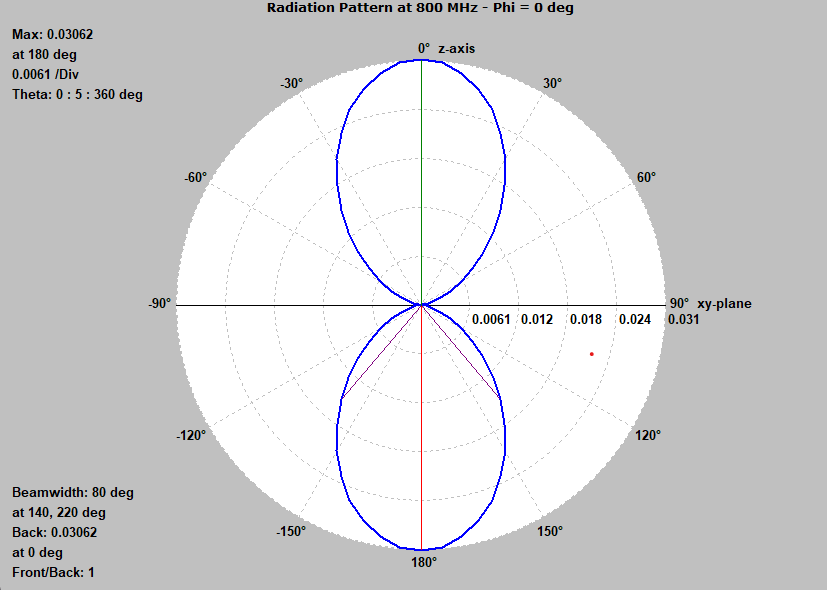 Radiation Pattern at 800 MHz - Phi = 0 deg
Max: 0.03062
at 180 deg
0.0061 /Div
Theta: 0 : 5 : 360 deg
0° z-axis
-30°
30°
-60°
60°
-90°
90° xy-plane
0.0061
0.012
0.018
0.024
0.031
-120°
120°
-150°
150°
180°
Beamwidth: 80 deg
at 140, 220 deg
Back: 0.03062
at 0 deg
Front/Back: 1